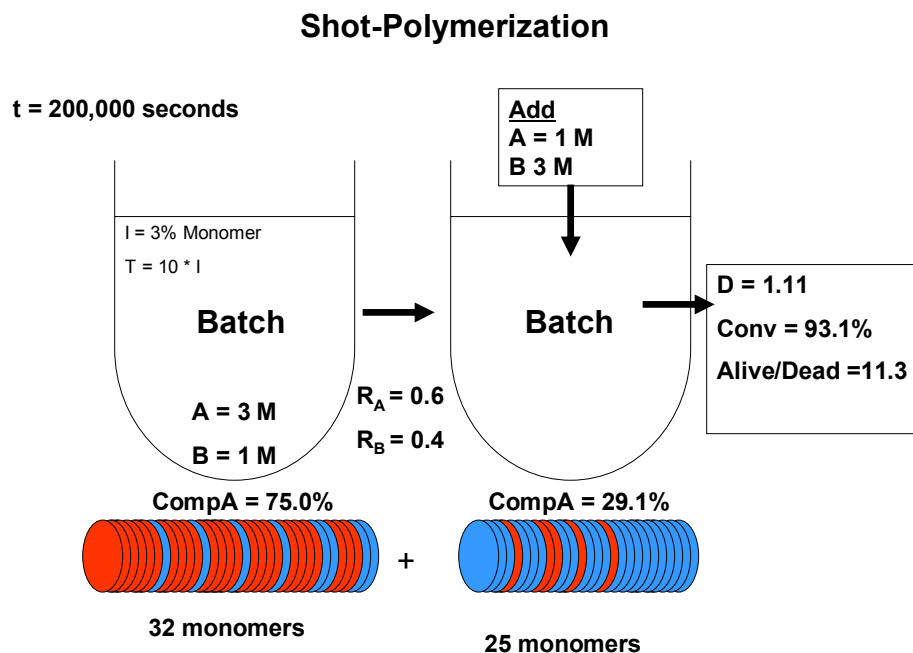 Shot-Polymerization
t = 200,000 seconds
Add
A = 1 M
B 3 M
I = 3% Monomer
T = 10 * I
Batch
A = 3 M
B = 1 M
R_A = 0.6
R_B = 0.4
Batch
D = 1.11
Conv = 93.1%
Alive/Dead =11.3
CompA = 75.0%
CompA = 29.1%
+
32 monomers
25 monomers